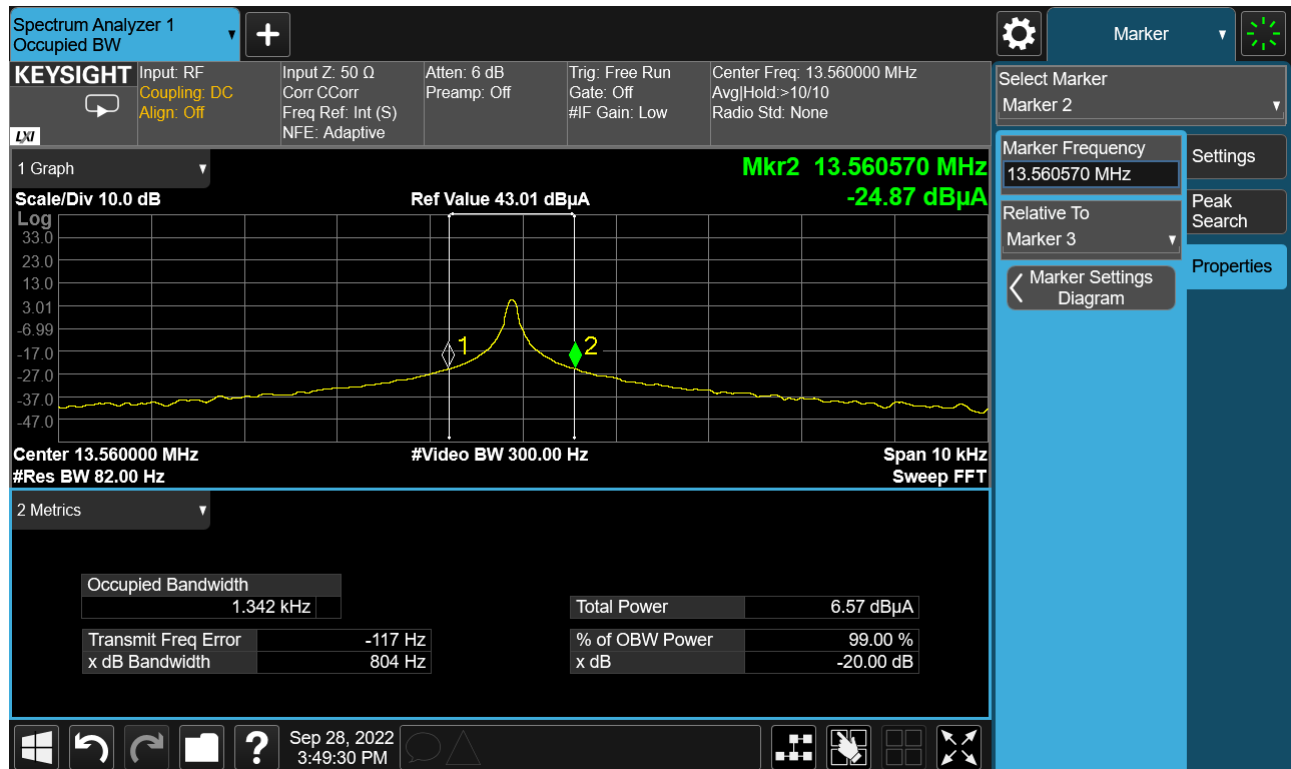 Spectrum Analyzer 1
Occupied BW
+
Marker
KEYSIGHT
LXI
Input: RF
Coupling: DC
Align: Off
Input Z: 50 Ω
Corr CCorr
Freq Ref: Int (S)
NFE: Adaptive
Atten: 6 dB
Preamp: Off
Trig: Free Run
Gate: Off
#IF Gain: Low
Center Freq: 13.560000 MHz
Avg|Hold:>10/10
Radio Std: None
Select Marker
Marker 2
Marker Frequency
13.560570 MHz
Relative To
Marker 3
Marker Settings
Diagram
Settings
Peak
Search
Properties
1 Graph
Mkr2 13.560570 MHz
-24.87 dBµA
Scale/Div 10.0 dB
Ref Value 43.01 dBµA
Log
33.0
23.0
13.0
3.01
-6.99
-17.0
-27.0
-37.0
-47.0
1
2
Center 13.560000 MHz
#Video BW 300.00 Hz
Span 10 kHz
#Res BW 82.00 Hz
Sweep FFT
2 Metrics
Occupied Bandwidth
1.342 kHz
Total Power 6.57 dBµA
Transmit Freq Error -117 Hz
% of OBW Power 99.00 %
x dB Bandwidth 804 Hz
x dB -20.00 dB
?
Sep 28, 2022
3:49:30 PM